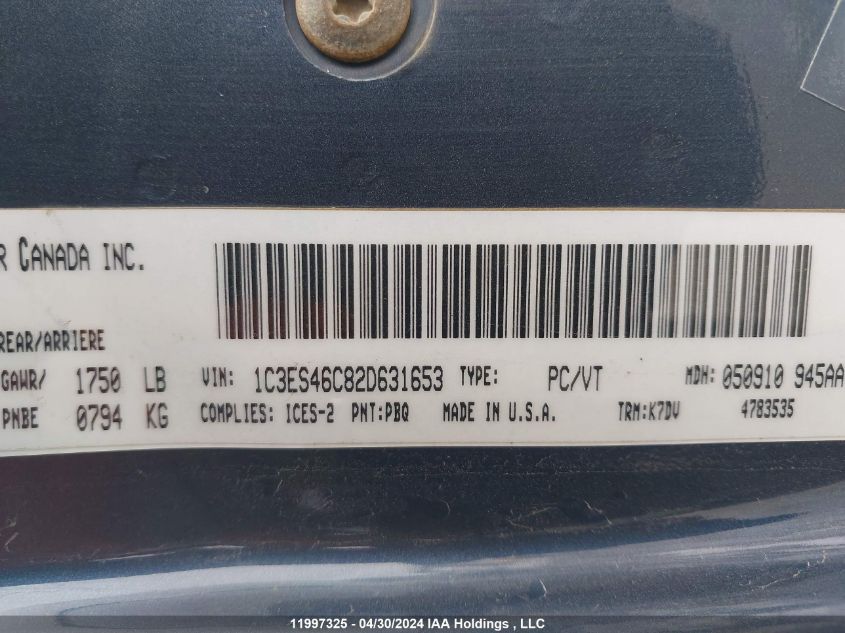 R CANADA INC.
REAR/ARRIERE
GAWR/ 1750 LB VIN: 1C3ES46C82D631653 TYPE: PC/VT MDH: 050910 945AA
PNBE 0794 KG COMPLIES: ICES-2 PNT:PBQ MADE IN U.S.A. TRM:K7DV 4783535
11997325 - 04/30/2024 IAA Holdings , LLC